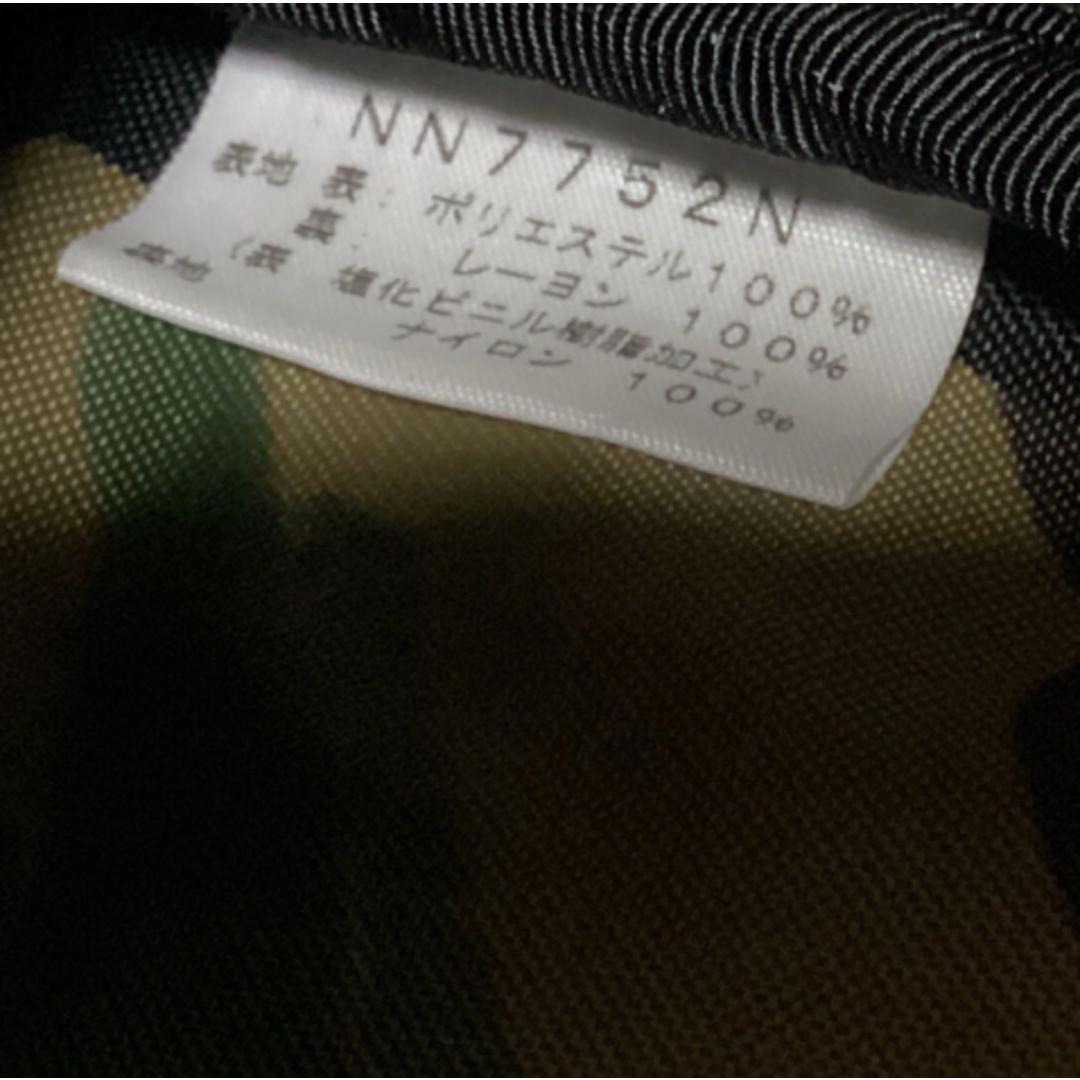 NN7752N
表地 表: ポリエステル100%
裏: レーヨン 100%
(表 塩化ビニル樹脂加工)
裏地 ナイロン 100%